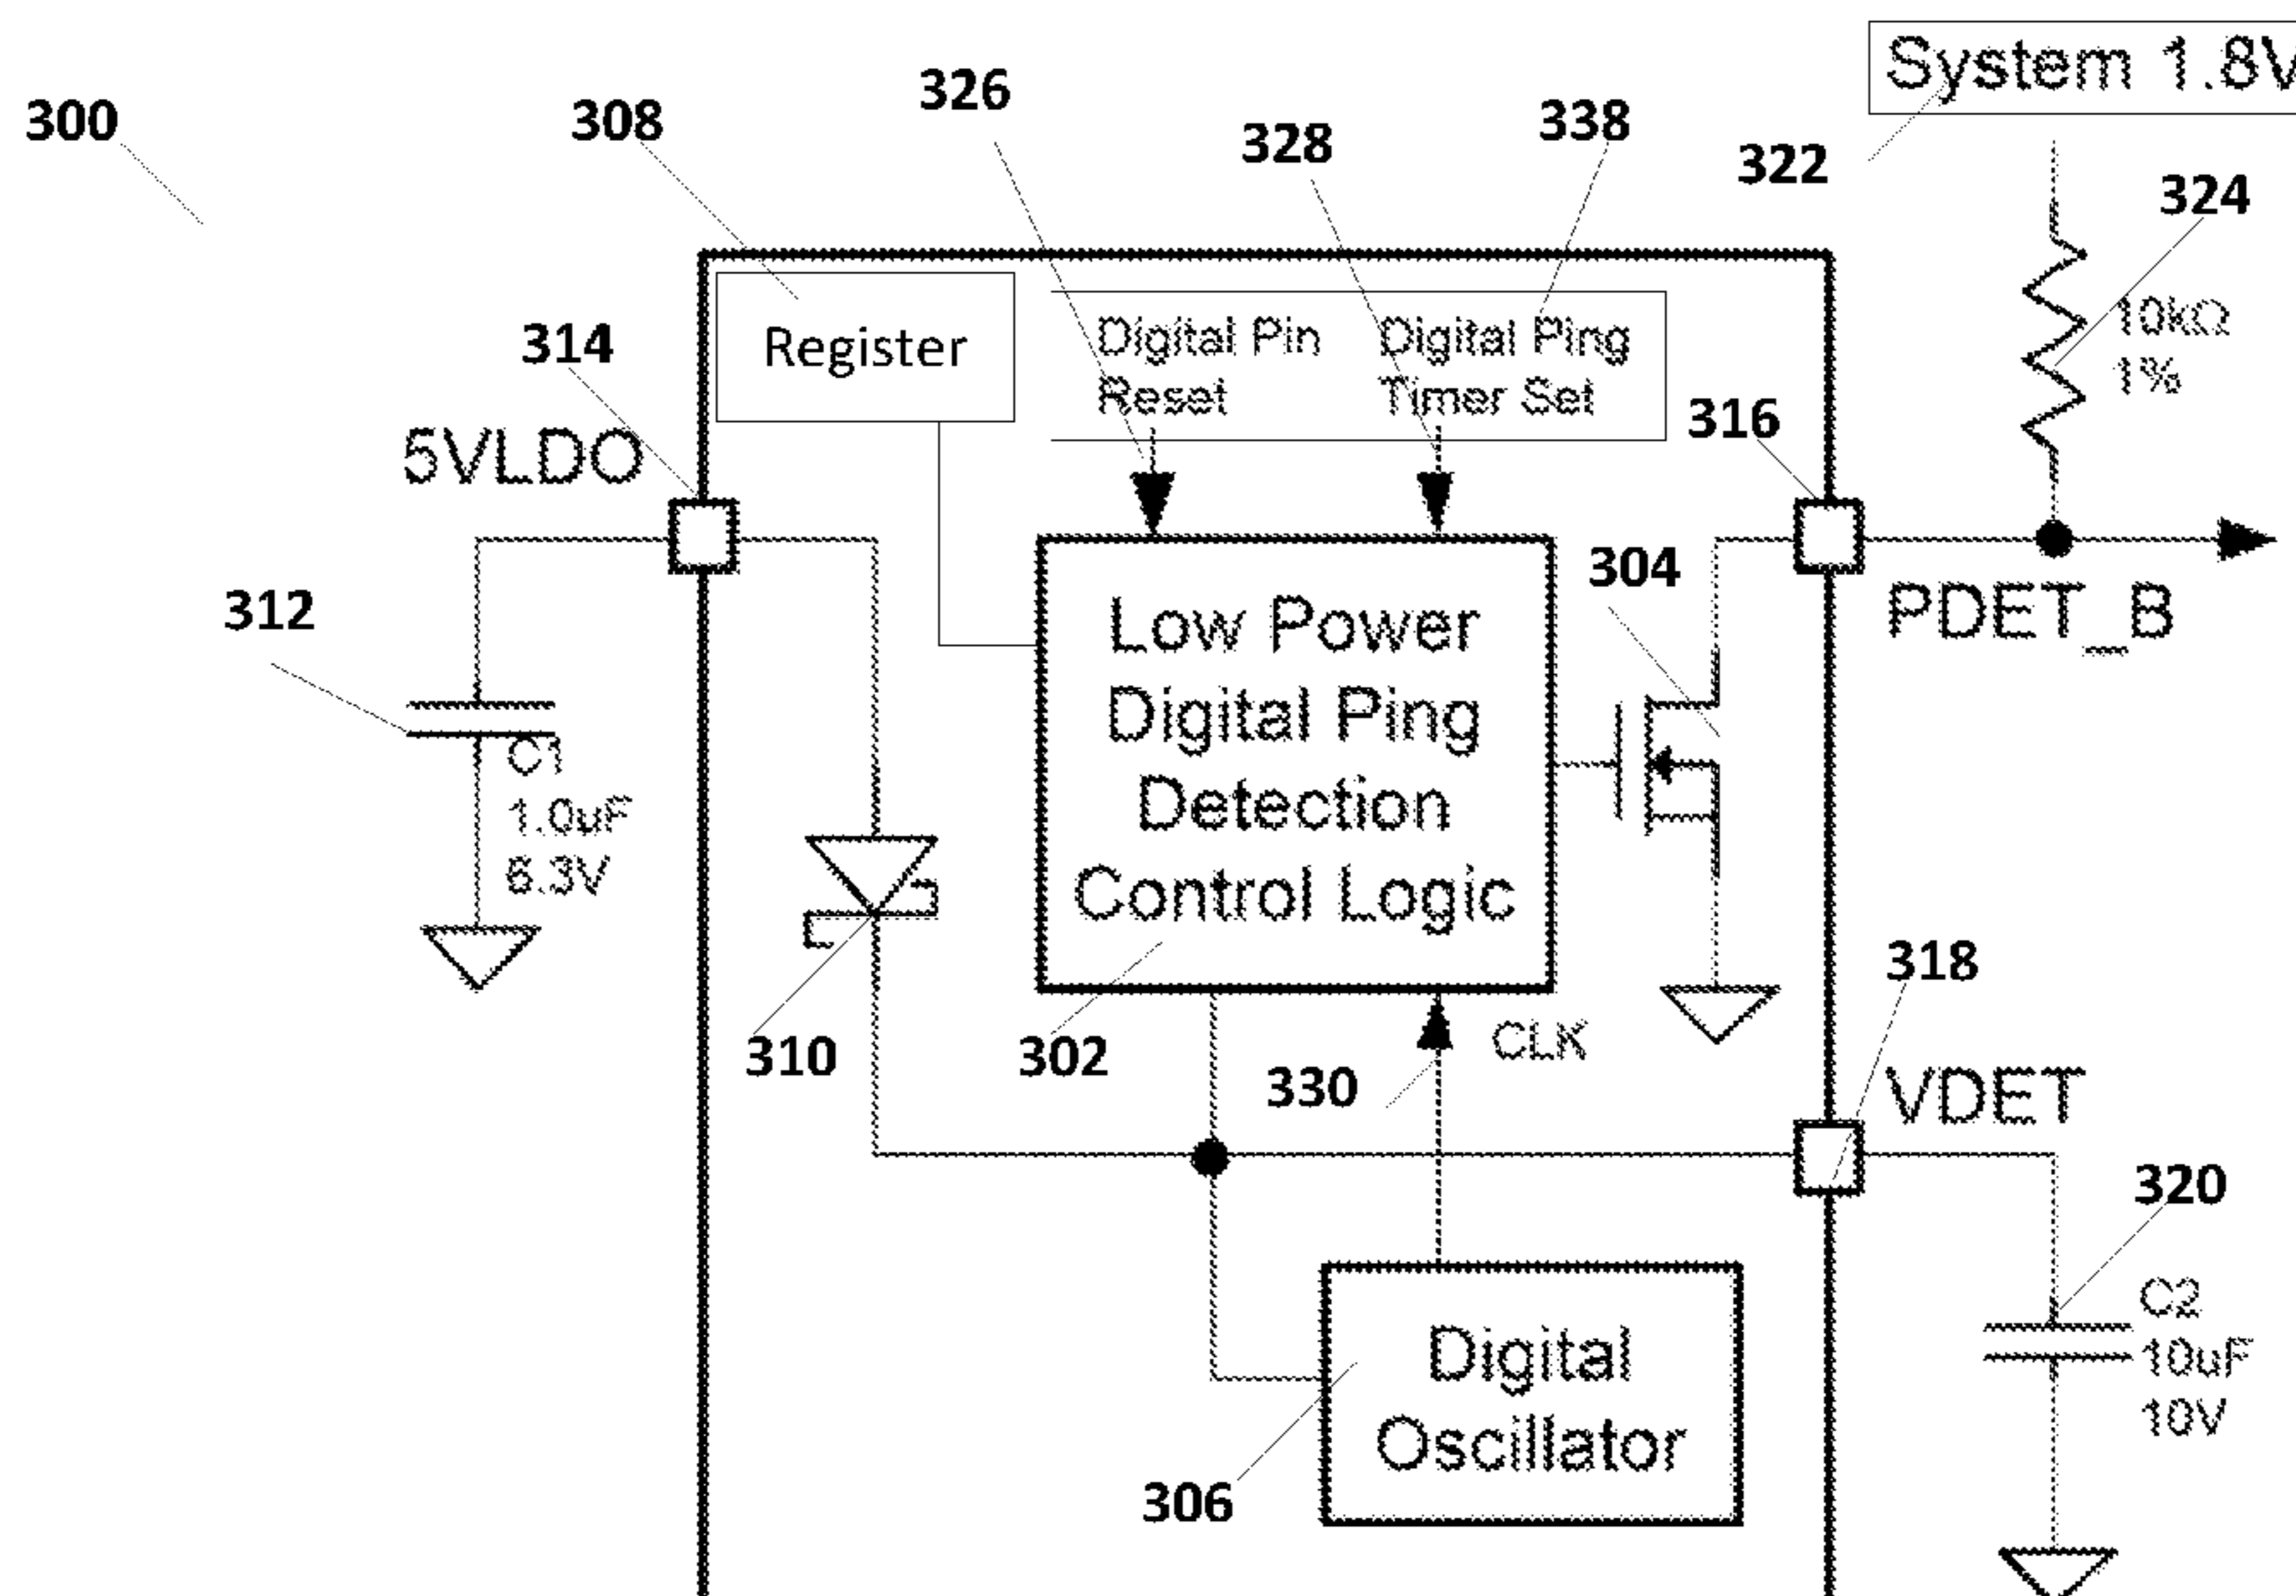 System 1.8V
300
308
326
328
338
322
324
Register
Digital Pin
Reset
Digital Ping
Timer Set
10kΩ
1%
314
5VLDO
316
312
304
PDET_B
Low Power
Digital Ping
Detection
Control Logic
C1
1.0uF
6.3V
310
302
330
CLK
318
VDET
320
C2
10uF
10V
Digital
Oscillator
306